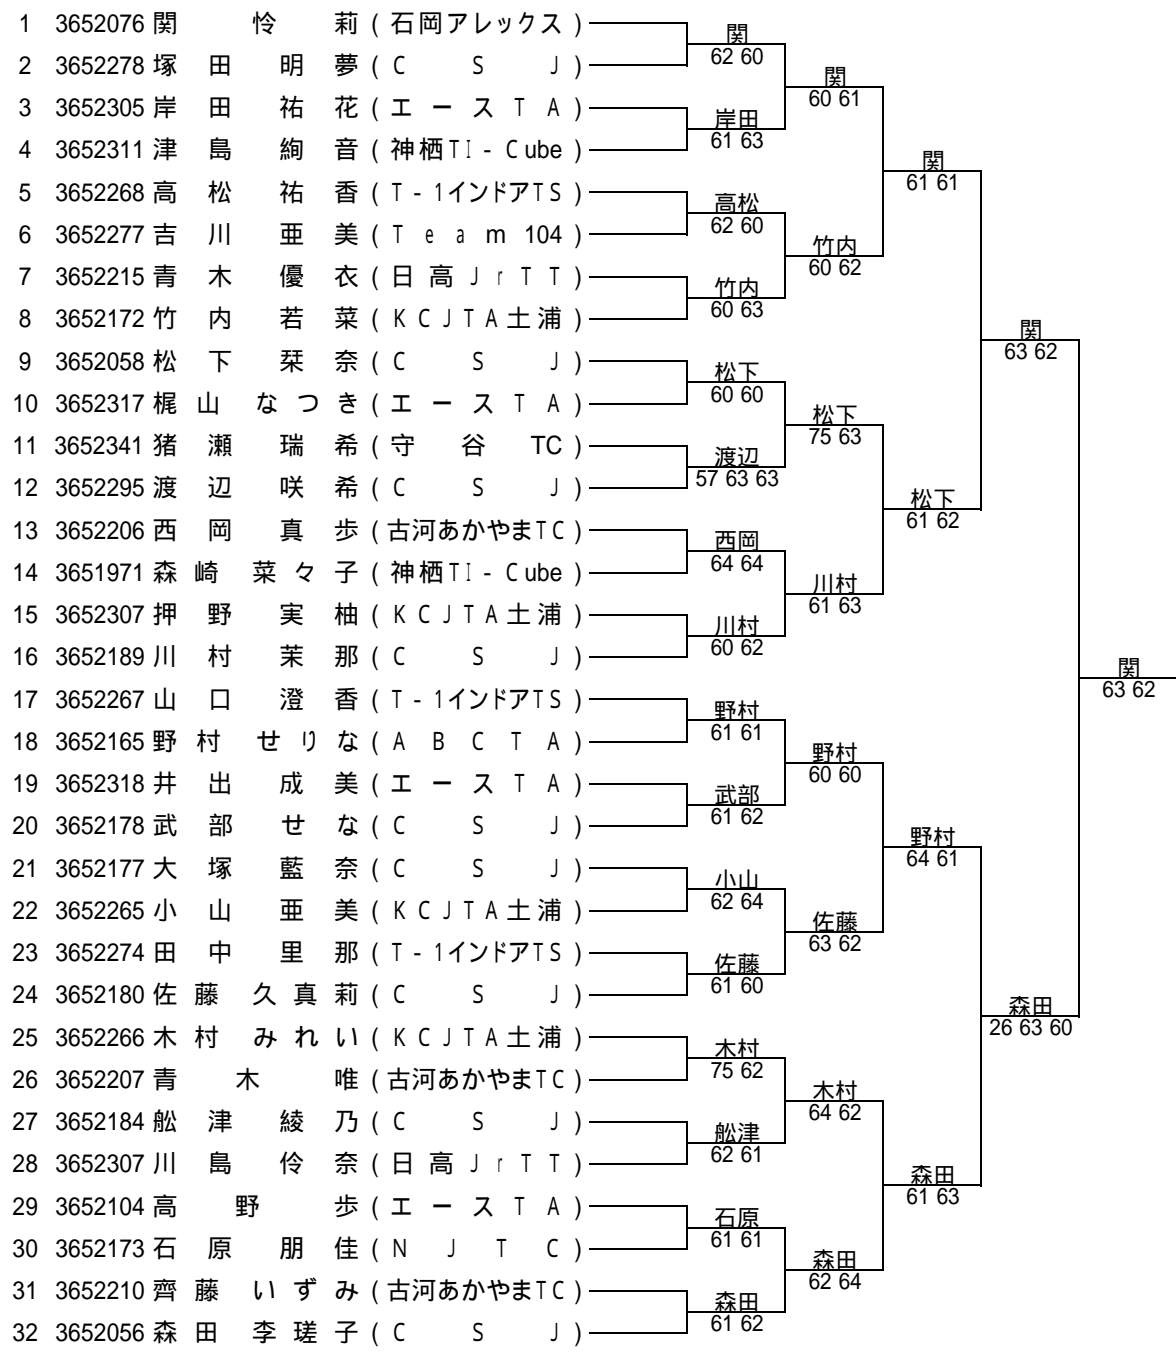 1 3652076 関 怜 莉 ( 石岡アレックス )
2 3652278 塚 田 明 夢 ( C S J )
3 3652305 岸 田 祐 花 ( エ ー ス T A )
4 3652311 津 島 絢 音 ( 神栖TI - Cube )
5 3652268 高 松 祐 香 ( T - 1インドアTS )
6 3652277 吉 川 亜 美 ( T e a m 104 )
7 3652215 青 木 優 衣 ( 日 高 J r T T )
8 3652172 竹 内 若 菜 ( K C J T A 土 浦 )
9 3652058 松 下 栞 奈 ( C S J )
10 3652317 梶 山 な つ き ( エ ー ス T A )
11 3652341 猪 瀬 瑞 希 ( 守 谷 TC )
12 3652295 渡 辺 咲 希 ( C S J )
13 3652206 西 岡 真 歩 ( 古河あかやまTC )
14 3651971 森 崎 菜 々 子 ( 神栖TI - Cube )
15 3652307 押 野 実 柚 ( K C J T A 土 浦 )
16 3652189 川 村 茉 那 ( C S J )
17 3652267 山 口 澄 香 ( T - 1インドアTS )
18 3652165 野 村 せ り な ( A B C T A )
19 3652318 井 出 成 美 ( エ ー ス T A )
20 3652178 武 部 せ な ( C S J )
21 3652177 大 塚 藍 奈 ( C S J )
22 3652265 小 山 亜 美 ( K C J T A 土 浦 )
23 3652274 田 中 里 那 ( T - 1インドアTS )
24 3652180 佐 藤 久 真 莉 ( C S J )
25 3652266 木 村 み れ い ( K C J T A 土 浦 )
26 3652207 青 木 唯 ( 古河あかやまTC )
27 3652184 舩 津 綾 乃 ( C S J )
28 3652307 川 島 伶 奈 ( 日 高 J r T T )
29 3652104 高 野 歩 ( エ ー ス T A )
30 3652173 石 原 朋 佳 ( N J T C )
31 3652210 齊 藤 い ず み ( 古河あかやまTC )
32 3652056 森 田 李 瑳 子 ( C S J )
関
62 60
岸田
61 63
高松
62 60
竹内
60 63
松下
60 60
渡辺
57 63 63
西岡
64 64
川村
60 62
野村
61 61
武部
61 62
小山
62 64
佐藤
61 60
木村
75 62
舩津
62 61
石原
61 61
森田
61 62
関
60 61
竹内
60 62
松下
75 63
川村
61 63
野村
60 60
佐藤
63 62
木村
64 62
森田
62 64
関
61 61
松下
61 62
野村
64 61
森田
61 63
関
63 62
森田
26 63 60
関
63 62